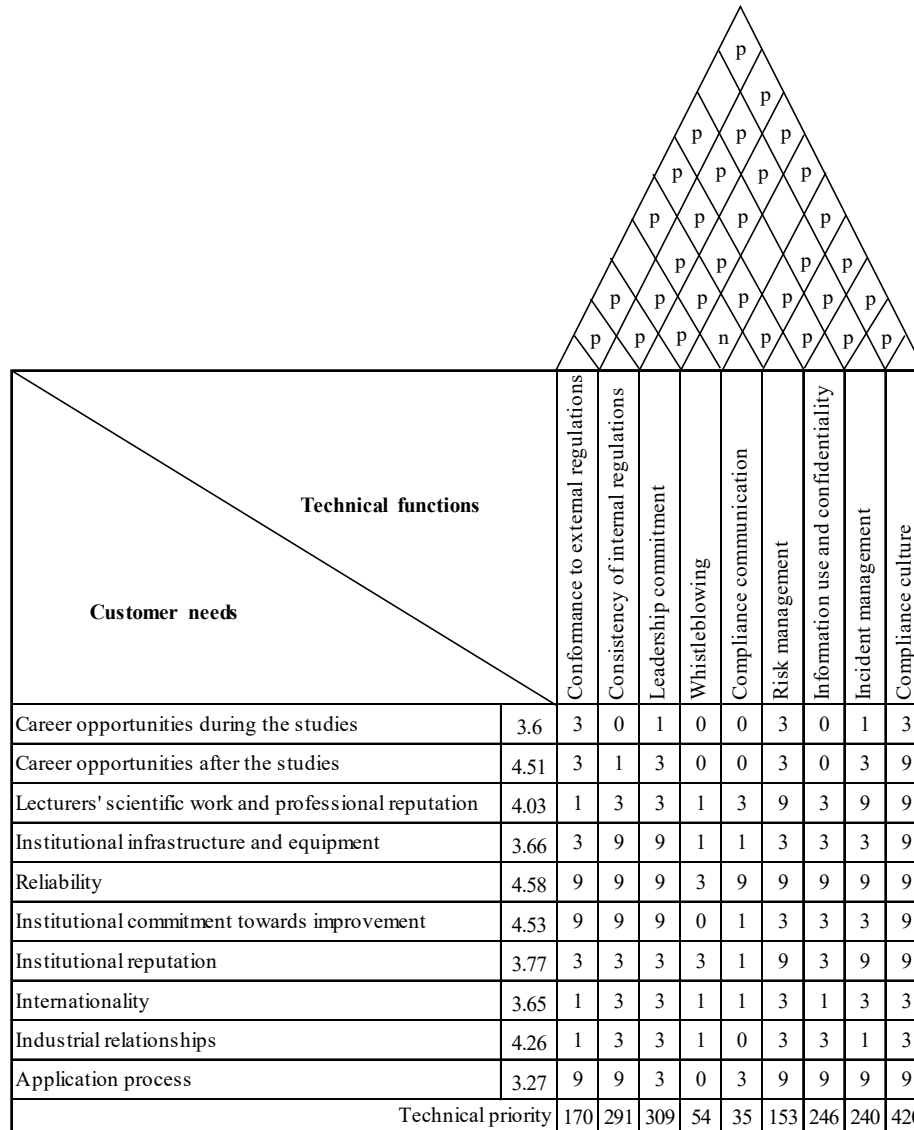 p
p
p p p
p p p p
p p p p
p p p p
p p p p p p p
p p p n p p p p
Technical functions
Customer needs
Conformance to external regulations
Consistency of internal regulations
Leadership commitment
Whistleblowing
Compliance communication
Risk management
Information use and confidentiality
Incident management
Compliance culture
Career opportunities during the studies 3.6 3 0 1 0 0 3 0 1 3
Career opportunities after the studies 4.51 3 1 3 0 0 3 0 3 9
Lecturers' scientific work and professional reputation 4.03 1 3 3 1 3 9 3 9 9
Institutional infrastructure and equipment 3.66 3 9 9 1 1 3 3 3 9
Reliability 4.58 9 9 9 3 9 9 9 9 9
Institutional commitment towards improvement 4.53 9 9 9 0 1 3 3 3 9
Institutional reputation 3.77 3 3 3 3 1 9 3 9 9
Internationality 3.65 1 3 3 1 1 3 1 3 3
Industrial relationships 4.26 1 3 3 1 0 3 3 1 3
Application process 3.27 9 9 3 0 3 9 9 9 9
Technical priority 170 291 309 54 35 153 246 240